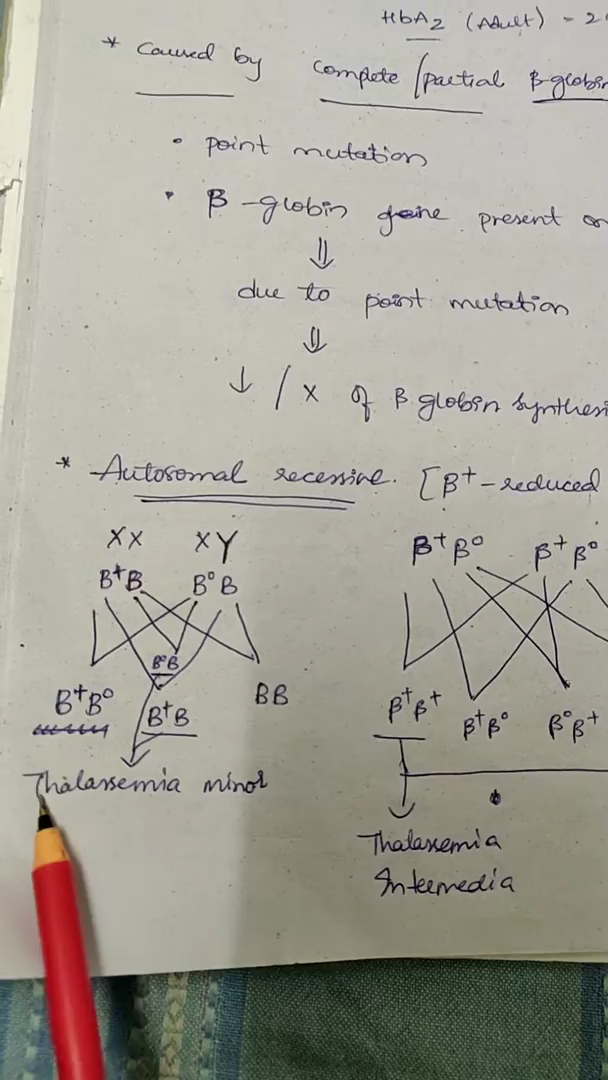 HbA2 (Adult) - 2
* Caused by complete/partial β-globin
• point mutation
• β-globin gene present on
⇓
due to point mutation
⇓
↓ / X of β globin synthesi
* Autosomal recessive. [β+-reduced
XX XY
B+B B°B
β+β° β+β°
B°B
B+B° B+B BB
β+β+ β+β° β°β+
Thalassemia minor
Thalassemia
Intermedia